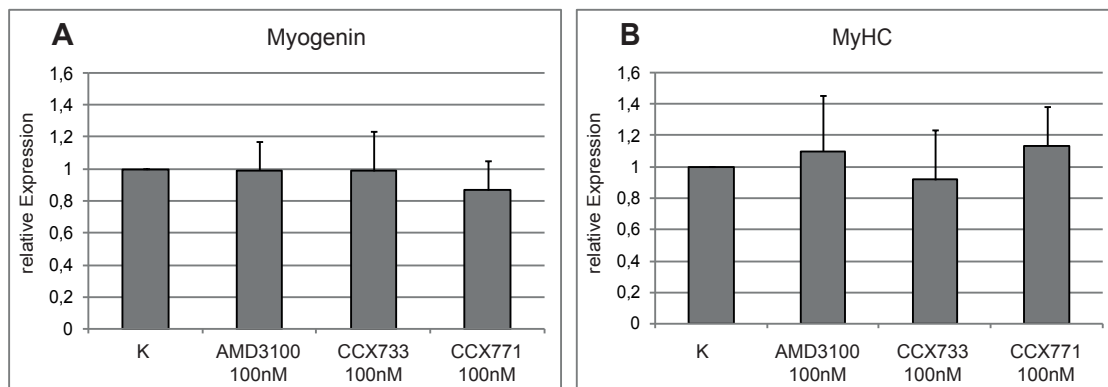 A
Myogenin
relative Expression
1,6
1,4
1,2
1
0,8
0,6
0,4
0,2
0
K
AMD3100
100nM
CCX733
100nM
CCX771
100nM
B
MyHC
relative Expression
1,6
1,4
1,2
1
0,8
0,6
0,4
0,2
0
K
AMD3100
100nM
CCX733
100nM
CCX771
100nM